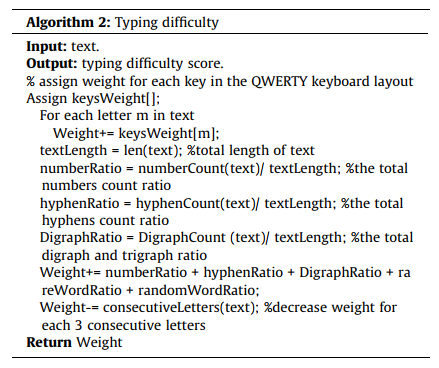 Algorithm 2: Typing difficulty
Input: text.
Output: typing difficulty score.
% assign weight for each key in the QWERTY keyboard layout
Assign keysWeight[];
For each letter m in text
Weight+= keysWeight[m];
textLength = len(text); %total length of text
numberRatio = numberCount(text)/ textLength; %the total
numbers count ratio
hyphenRatio = hyphenCount(text)/ textLength; %the total
hyphens count ratio
DigraphRatio = DigraphCount (text)/ textLength; %the total
digraph and trigraph ratio
Weight+= numberRatio + hyphenRatio + DigraphRatio + ra
reWordRatio + randomWordRatio;
Weight-= consecutiveLetters(text); %decrease weight for
each 3 consecutive letters
Return Weight